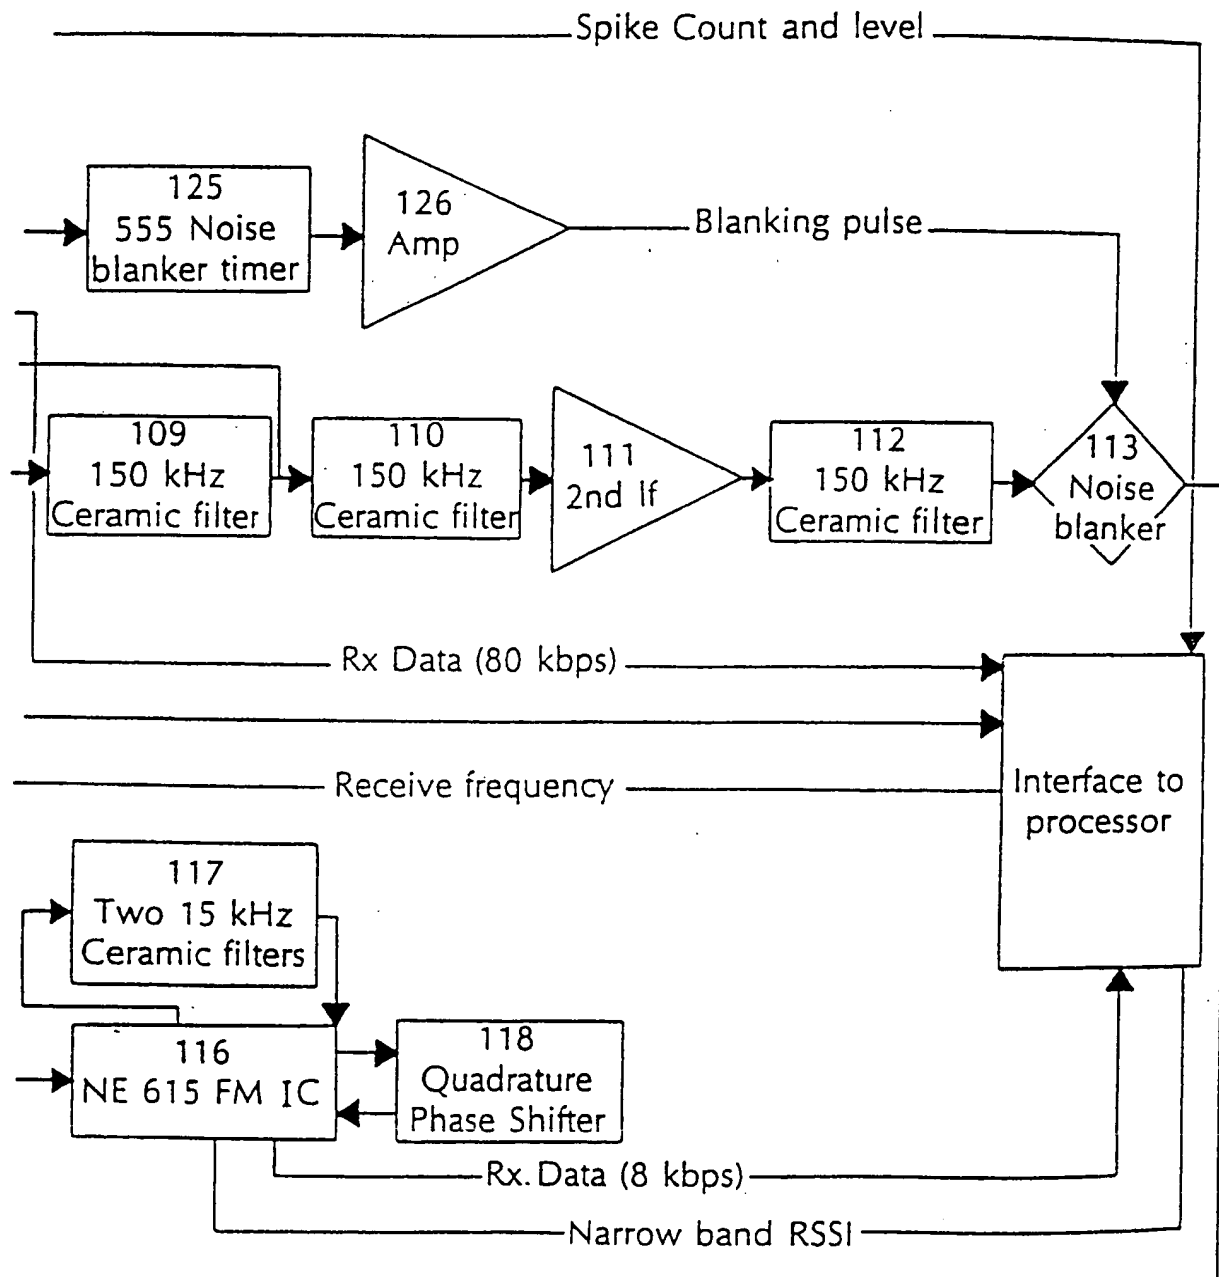 Spike Count and level
125
555 Noise
blanker timer
126
Amp
Blanking pulse
109
150 kHz
Ceramic filter
110
150 kHz
Ceramic filter
111
2nd If
112
150 kHz
Ceramic filter
113
Noise
blanker
Rx Data (80 kbps)
Receive frequency
Interface to
processor
117
Two 15 kHz
Ceramic filters
116
NE 615 FM IC
118
Quadrature
Phase Shifter
Rx. Data (8 kbps)
Narrow band RSSI